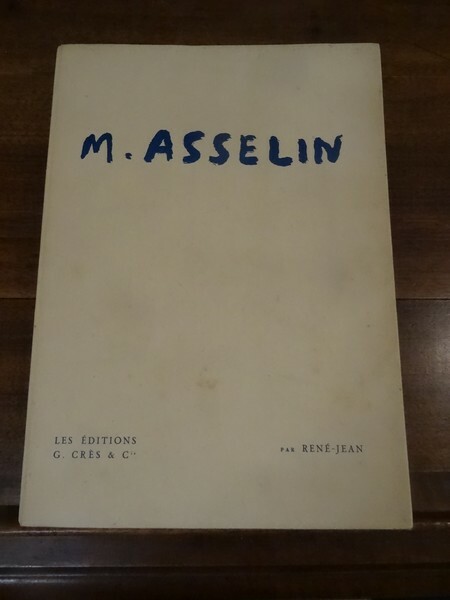 M. ASSELIN
LES ÉDITIONS
G. CRÈS & Cie
PAR RENÉ-JEAN